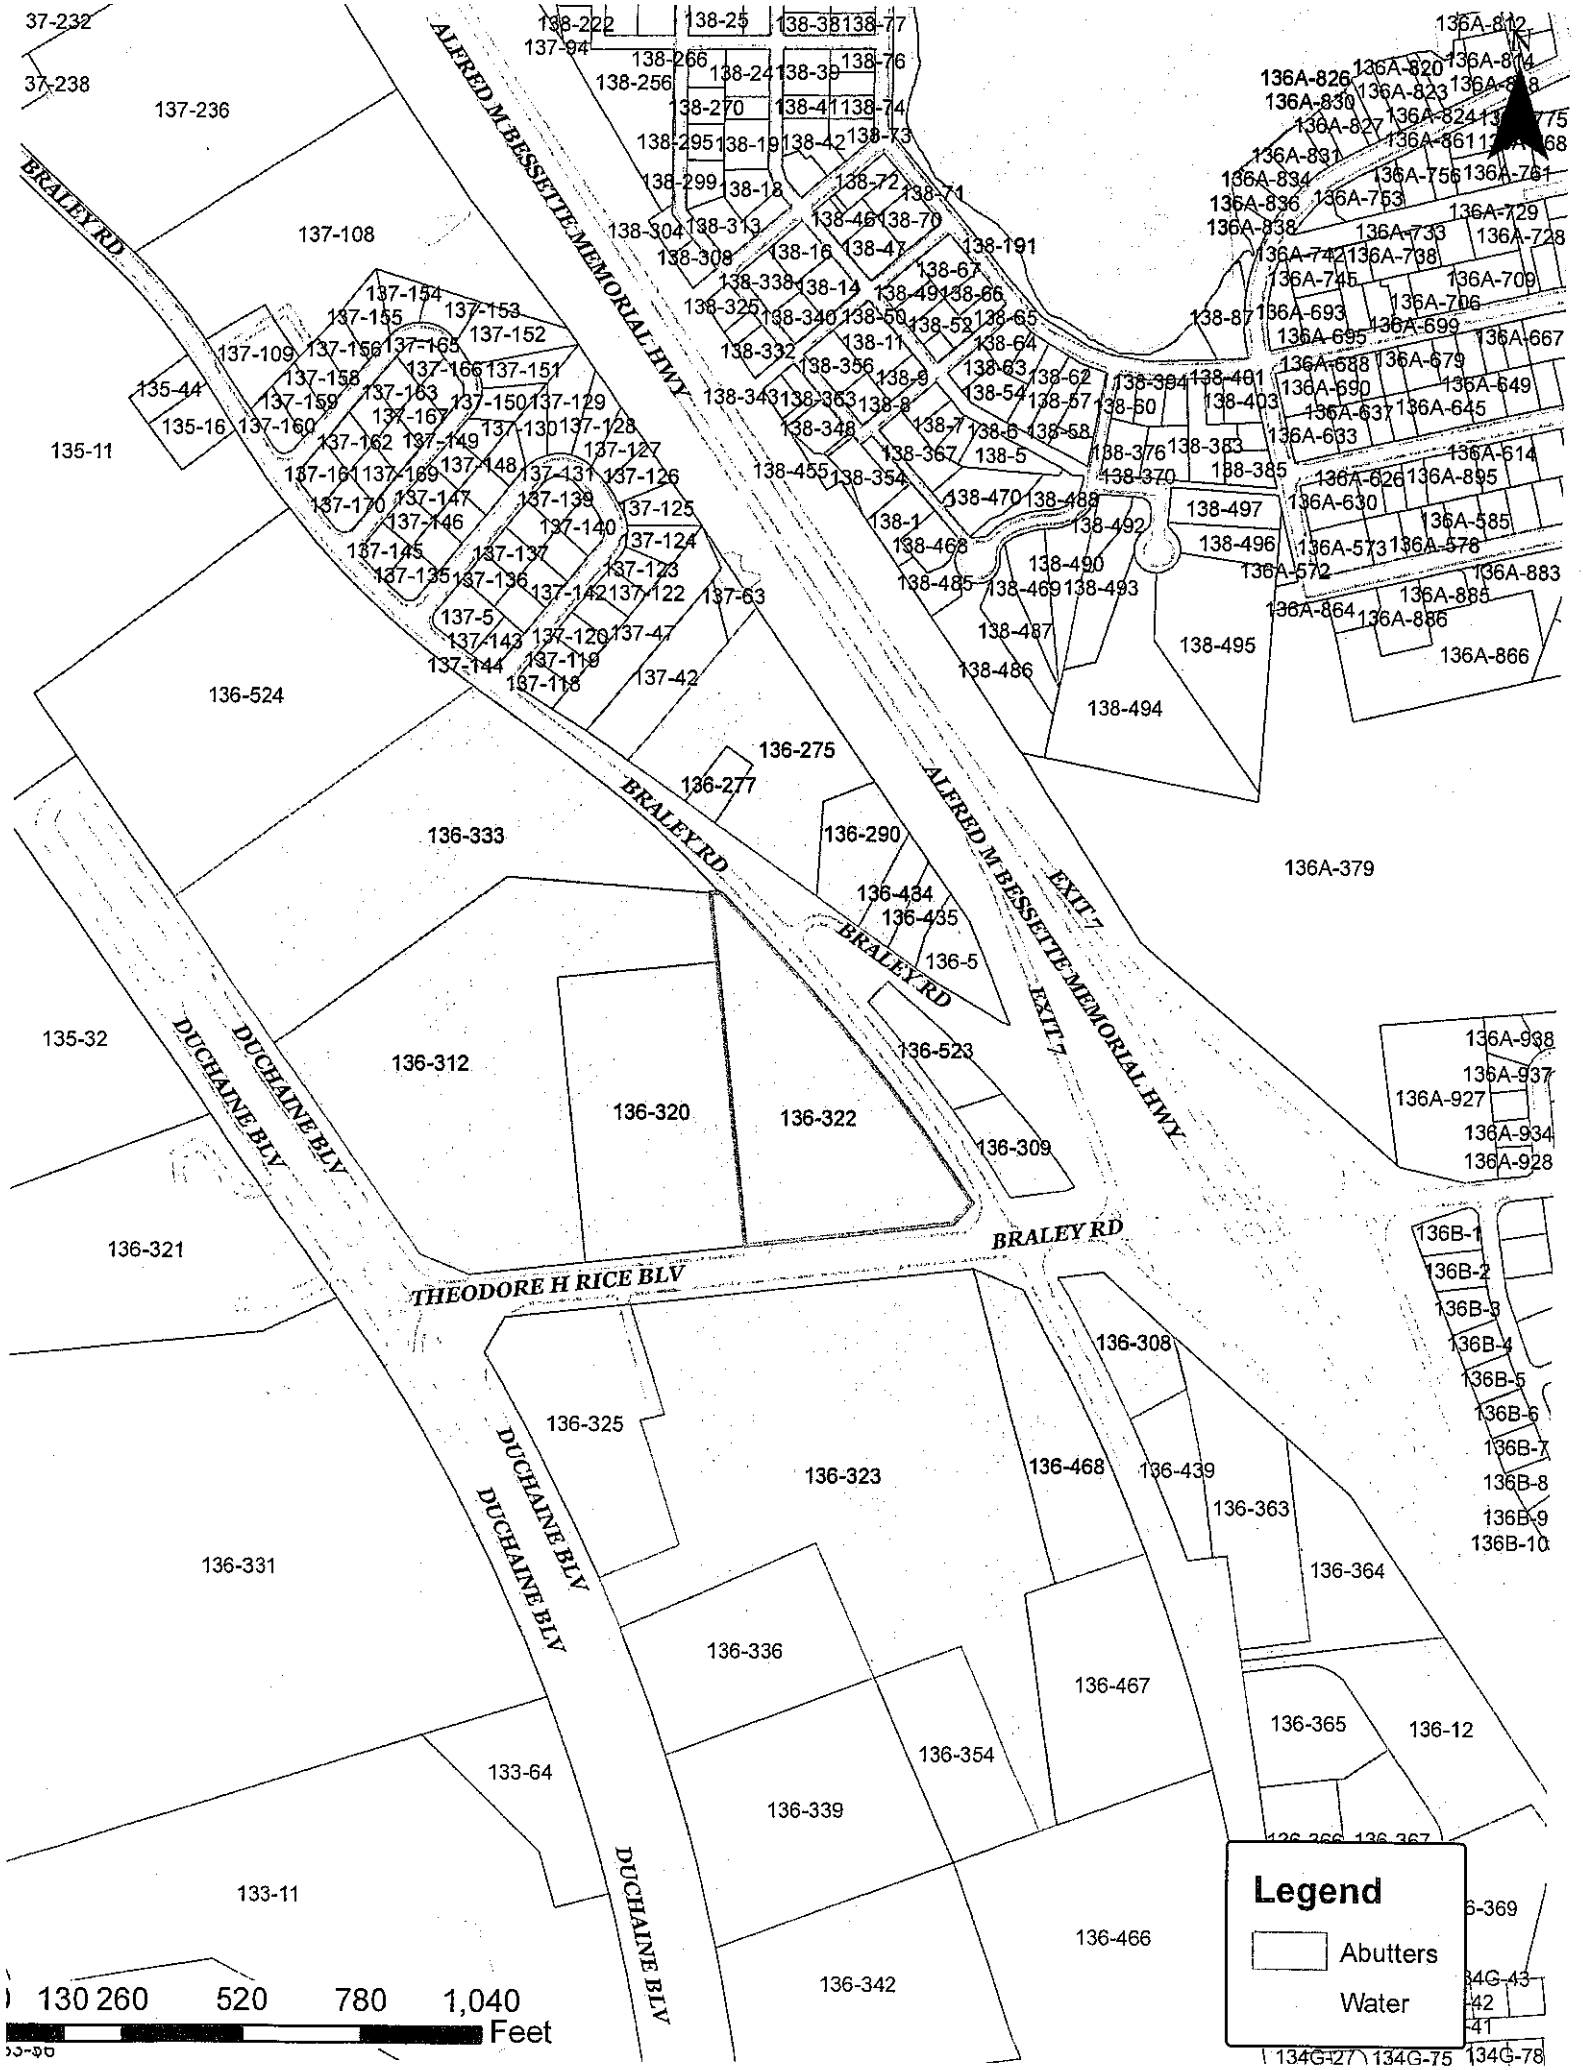 37-232
138-222
138-25
138-38
138-77
136A-812
137-94
N
37-238
138-266
138-76
136A-814
138-256
138-24
138-39
136A-820
136A-826
136A-823
137-236
138-270
138-41
138-74
136A-830
136A-824
136A-827
138-73
138-295
138-19
138-42
136A-861
136A-831
BRALEY RD
ALFRED M BESSETTE MEMORIAL HWY
138-299
138-18
138-72
138-71
136A-834
136A-756
136A-761
136A-753
136A-836
137-108
138-304
138-313
138-46
138-70
136A-838
136A-729
136A-733
136A-728
138-308
138-16
138-47
138-191
136A-742
136A-738
138-67
136A-745
136A-709
137-154
138-338
138-14
138-49
138-66
137-155
137-153
138-325
138-340
138-50
138-65
138-87
136A-693
136A-706
137-152
138-52
136A-695
136A-699
137-109
137-156
137-165
138-332
138-11
138-64
136A-667
137-158
137-166
137-151
138-356
138-63
136A-688
136A-679
135-44
137-163
138-9
138-62
138-394
138-401
136A-690
136A-649
137-159
137-150
137-129
138-343
138-363
138-8
138-54
138-57
138-60
138-403
135-16
137-160
137-167
137-130
137-128
138-348
138-7
138-6
138-58
136A-637
136A-645
135-11
137-162
137-149
137-127
138-367
138-5
138-376
138-383
136A-633
137-161
137-169
137-148
137-131
137-126
138-455
138-354
138-370
138-385
136A-614
137-170
137-147
137-139
137-125
138-470
138-488
138-497
136A-626
136A-895
137-146
137-140
138-1
138-492
136A-630
136A-585
137-145
137-137
137-124
138-468
138-496
136A-573
136A-578
137-135
137-136
137-123
138-485
138-490
136A-572
136A-883
137-142
137-122
137-63
138-469
138-493
136A-885
137-5
136A-864
136A-886
137-143
137-120
137-47
138-487
138-495
137-144
137-119
138-486
136A-866
137-118
137-42
136-524
138-494
136-275
136-277
BRALEY RD
ALFRED M BESSETTE MEMORIAL HWY
136-333
136-290
136A-379
EXIT 7
136-434
136-435
BRALEY RD
136-5
EXIT 7
135-32
DUCHAINE BLV
DUCHAINE BLV
136-312
136-523
136A-938
136A-937
136A-927
136-320
136-322
136A-934
136-309
136A-928
136-321
BRALEY RD
136B-1
136B-2
THEODORE H RICE BLV
136B-3
136-308
136B-4
136B-5
136-325
136B-6
136B-7
136-323
136-468
136-439
136B-8
DUCHAINE BLV
DUCHAINE BLV
136-363
136B-9
136B-10
136-331
136-364
136-336
136-467
136-365
136-12
136-354
133-64
136-339
136-366
136-367
DUCHAINE BLV
133-11
Legend
6-369
136-466
Abutters
136-342
34G-43
130 260 520 780 1,040
Water
-42
Feet
-41
134G-27
134G-75
134G-78